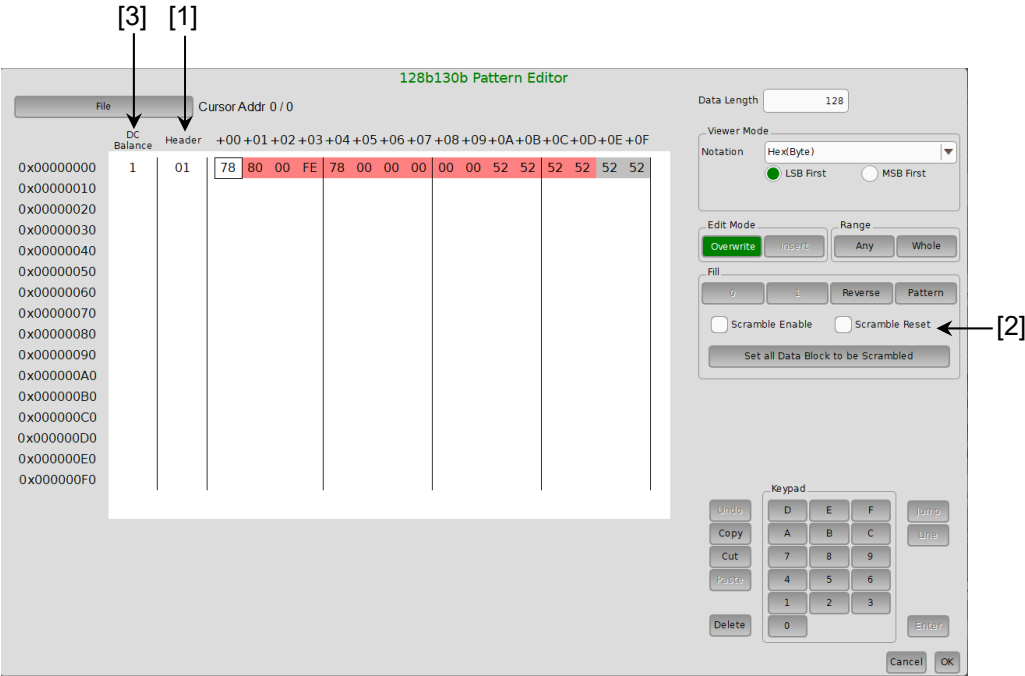 [3] [1]
128b130b Pattern Editor
File Cursor Addr 0 / 0 Data Length 128
DC Balance Header +00 +01 +02 +03 +04 +05 +06 +07 +08 +09 +0A +0B +0C +0D +0E +0F
Viewer Mode
Notation Hex(Byte)
LSB First MSB First
0x00000000 1 01 78 80 00 FE 78 00 00 00 00 00 52 52 52 52 52 52
0x00000010
0x00000020
0x00000030
0x00000040
0x00000050
0x00000060
0x00000070
0x00000080
0x00000090
0x000000A0
0x000000B0
0x000000C0
0x000000D0
0x000000E0
0x000000F0
Edit Mode Range
Overwrite Insert Any Whole
Fill
0 1 Reverse Pattern
Scramble Enable Scramble Reset [2]
Set all Data Block to be Scrambled
Keypad
Undo D E F Jump
Copy A B C Line
Cut 7 8 9
Paste 4 5 6
1 2 3
Delete 0 Enter
Cancel OK